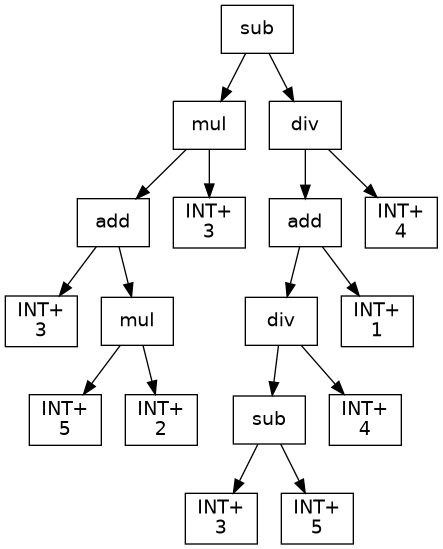 sub
mul
div
add
INT+
3
add
INT+
4
INT+
3
mul
div
INT+
1
INT+
5
INT+
2
sub
INT+
4
INT+
3
INT+
5